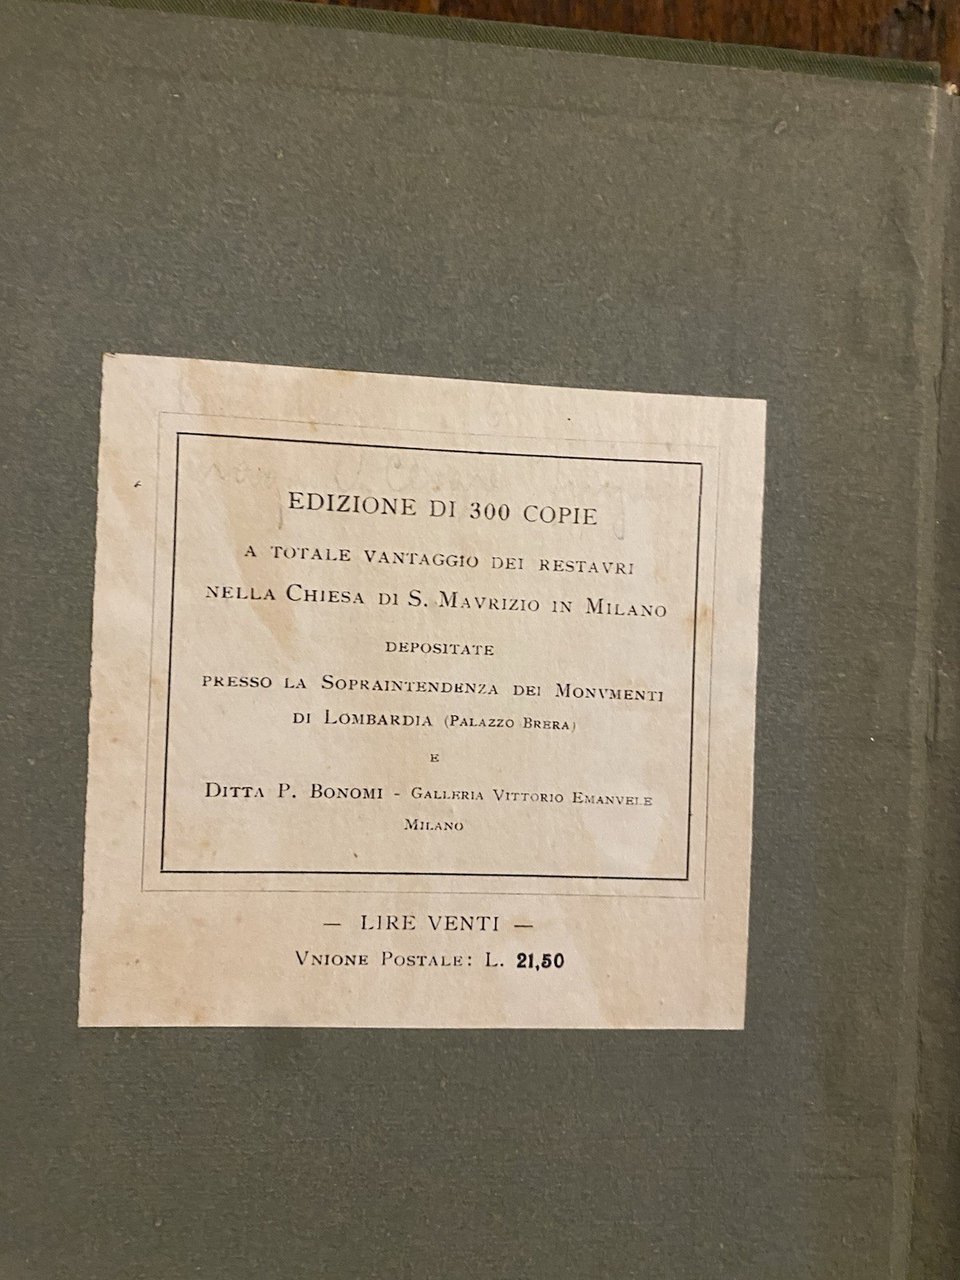 EDIZIONE DI 300 COPIE
A TOTALE VANTAGGIO DEI RESTAVRI
NELLA CHIESA DI S. MAVRIZIO IN MILANO
DEPOSITATE
PRESSO LA SOPRAINTENDENZA DEI MONVMENTI
DI LOMBARDIA (PALAZZO BRERA)
E
DITTA P. BONOMI - GALLERIA VITTORIO EMANVELE
MILANO
— LIRE VENTI —
VNIONE POSTALE: L. 21,50